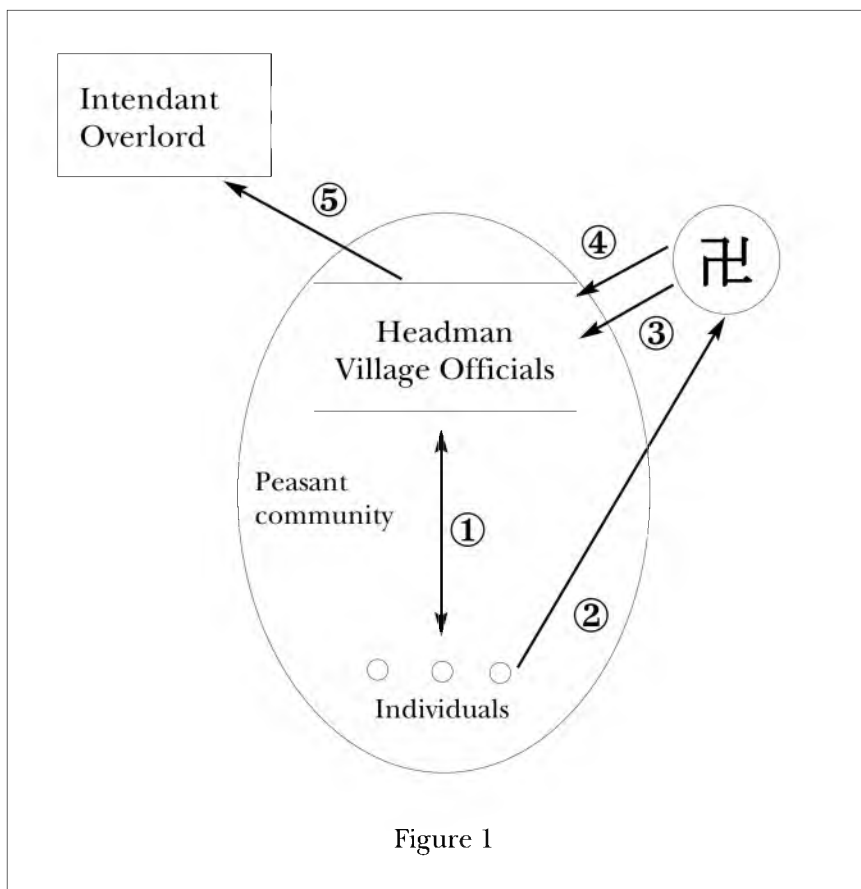 Intendant
Overlord
⑤
④
卍
③
Headman
Village Officials
Peasant
community
①
②
Individuals
Figure 1